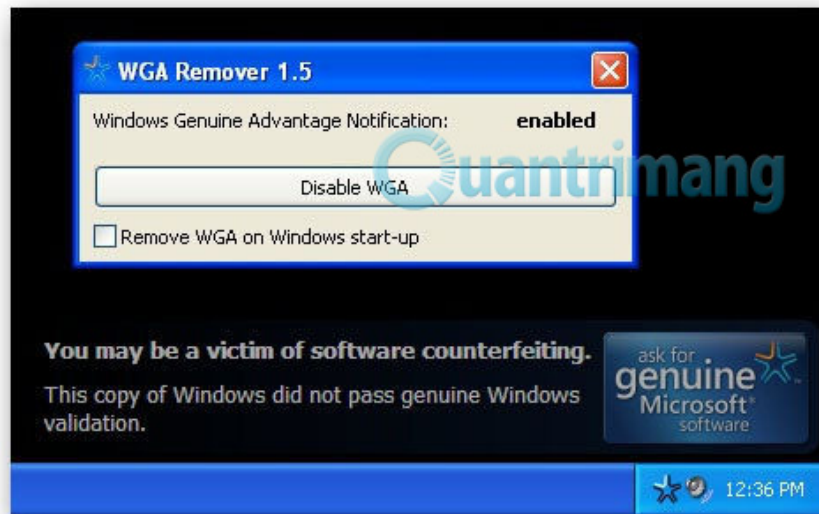 WGA Remover 1.5
Windows Genuine Advantage Notification: enabled
Disable WGA
Quantrimang
Remove WGA on Windows start-up
You may be a victim of software counterfeiting.
This copy of Windows did not pass genuine Windows
validation.
ask for
genuine
Microsoft®
software
12:36 PM